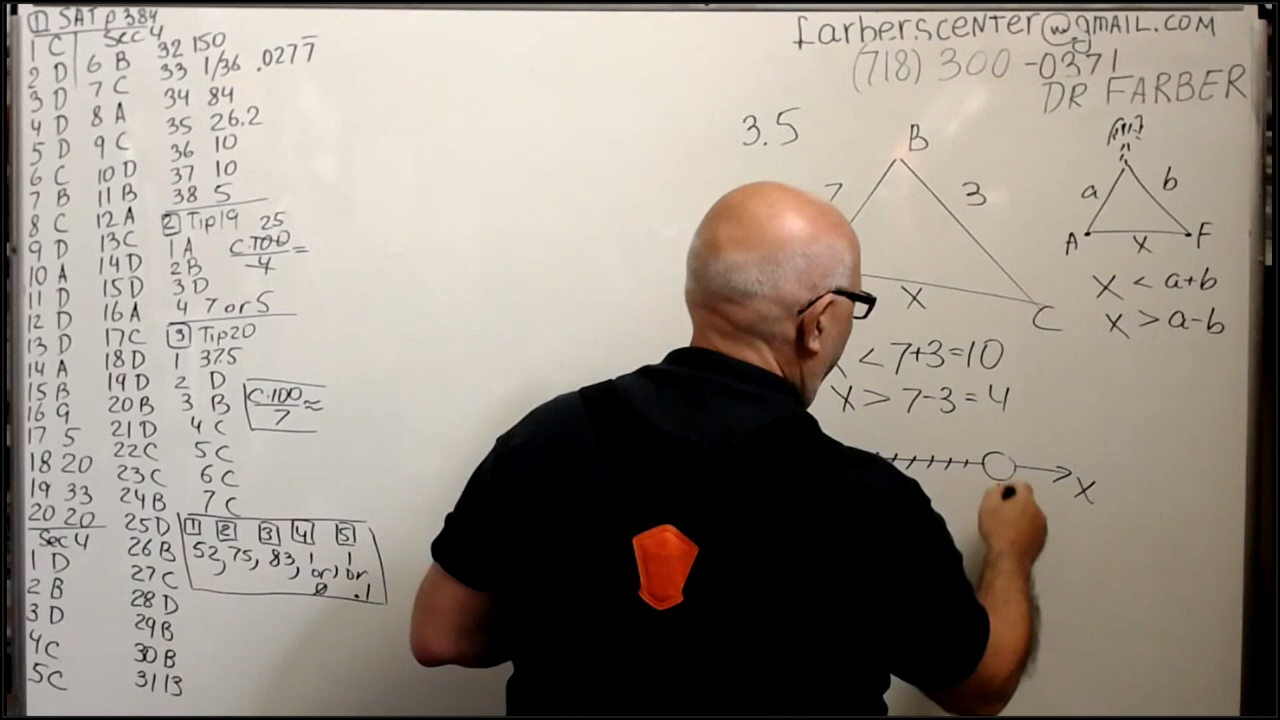 1 SAT p 384
Sec 4
1 C
2 D
3 D
4 D
5 D
6 C
7 B
8 C
9 D
10 A
11 D
12 D
13 D
14 A
15 B
16 9
17 5
18 20
19 33
20 20
Sec 4
1 D
2 B
3 D
4 C
5 C
6 B
7 C
8 A
9 C
10 D
11 B
12 A
13 C
14 D
15 D
16 A
17 C
18 D
19 D
20 B
21 D
22 C
23 C
24 B
25 D
26 B
27 C
28 D
29 B
30 B
31 13
32 150
33 1/36 .0277̅
34 84
35 26.2
36 10
37 10
38 5
2 Tip19
1 A
2 B
3 D
4 7 or 5
25
C·100
4
=
3 Tip20
1 37.5
2 D
3 B
4 C
5 C
6 C
7 C
C·100
7
≈
1 2 3 4 5
52, 75, 83, 1 or 0, 1 or .1
farberscenter@gmail.com
(718) 300-0371
DR FARBER
3.5
B
7
3
X
C
a
b
A
X
F
X < a+b
X > a-b
< 7+3=10
X > 7-3=4
X